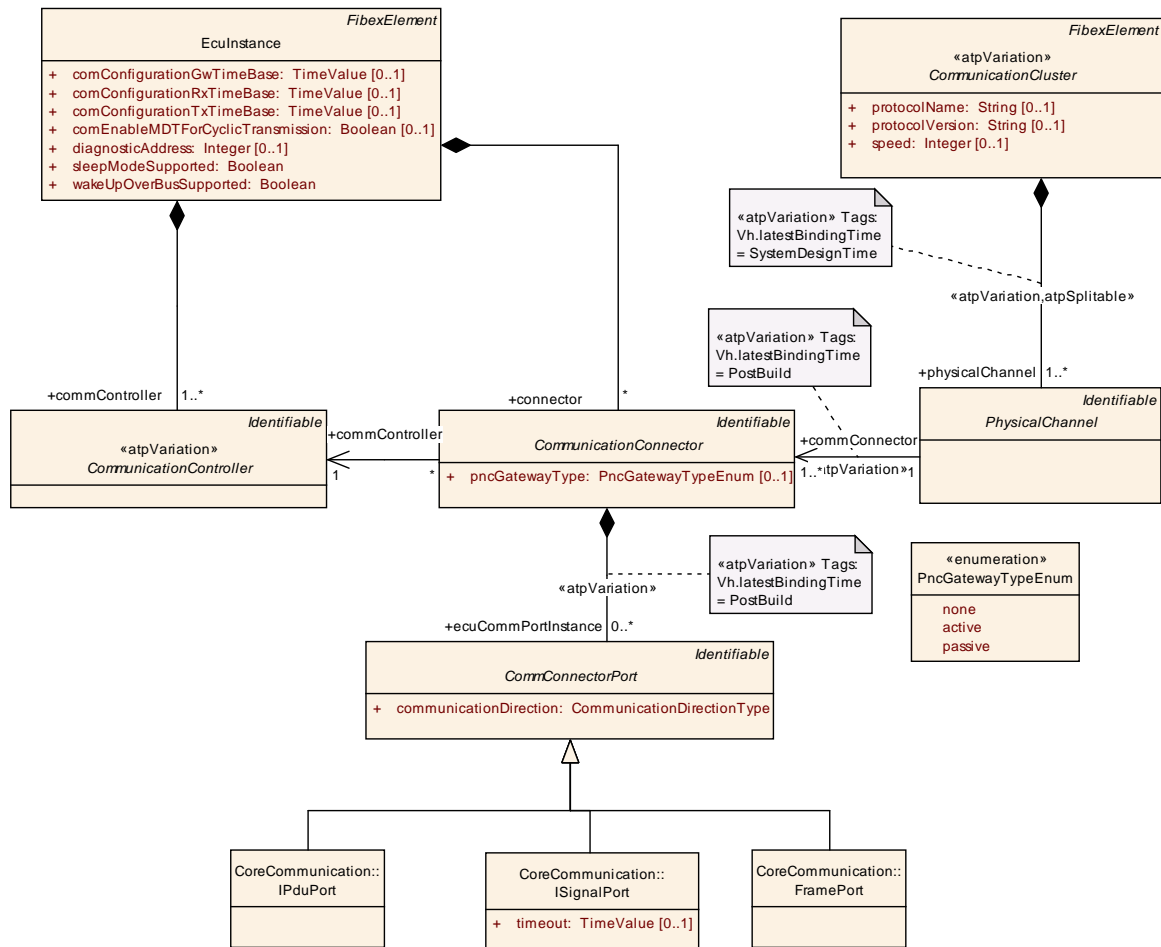 FibexElement
EcuInstance
+ comConfigurationGwTimeBase: TimeValue [0..1]
+ comConfigurationRxTimeBase: TimeValue [0..1]
+ comConfigurationTxTimeBase: TimeValue [0..1]
+ comEnableMDTForCyclicTransmission: Boolean [0..1]
+ diagnosticAddress: Integer [0..1]
+ sleepModeSupported: Boolean
+ wakeUpOverBusSupported: Boolean
FibexElement
«atpVariation»
CommunicationCluster
+ protocolName: String [0..1]
+ protocolVersion: String [0..1]
+ speed: Integer [0..1]
«atpVariation» Tags:
Vh.latestBindingTime
= SystemDesignTime
«atpVariation,atpSplitable»
«atpVariation» Tags:
Vh.latestBindingTime
= PostBuild
+physicalChannel 1..*
+commController 1..*
+connector *
Identifiable
«atpVariation»
CommunicationController
+commController
1 *
Identifiable
CommunicationConnector
+ pncGatewayType: PncGatewayTypeEnum [0..1]
+commConnector
1..* tpVariation» 1
Identifiable
PhysicalChannel
«atpVariation» Tags:
Vh.latestBindingTime
= PostBuild
«atpVariation»
+ecuCommPortInstance 0..*
«enumeration»
PncGatewayTypeEnum
none
active
passive
Identifiable
CommConnectorPort
+ communicationDirection: CommunicationDirectionType
CoreCommunication::
IPduPort
CoreCommunication::
ISignalPort
+ timeout: TimeValue [0..1]
CoreCommunication::
FramePort